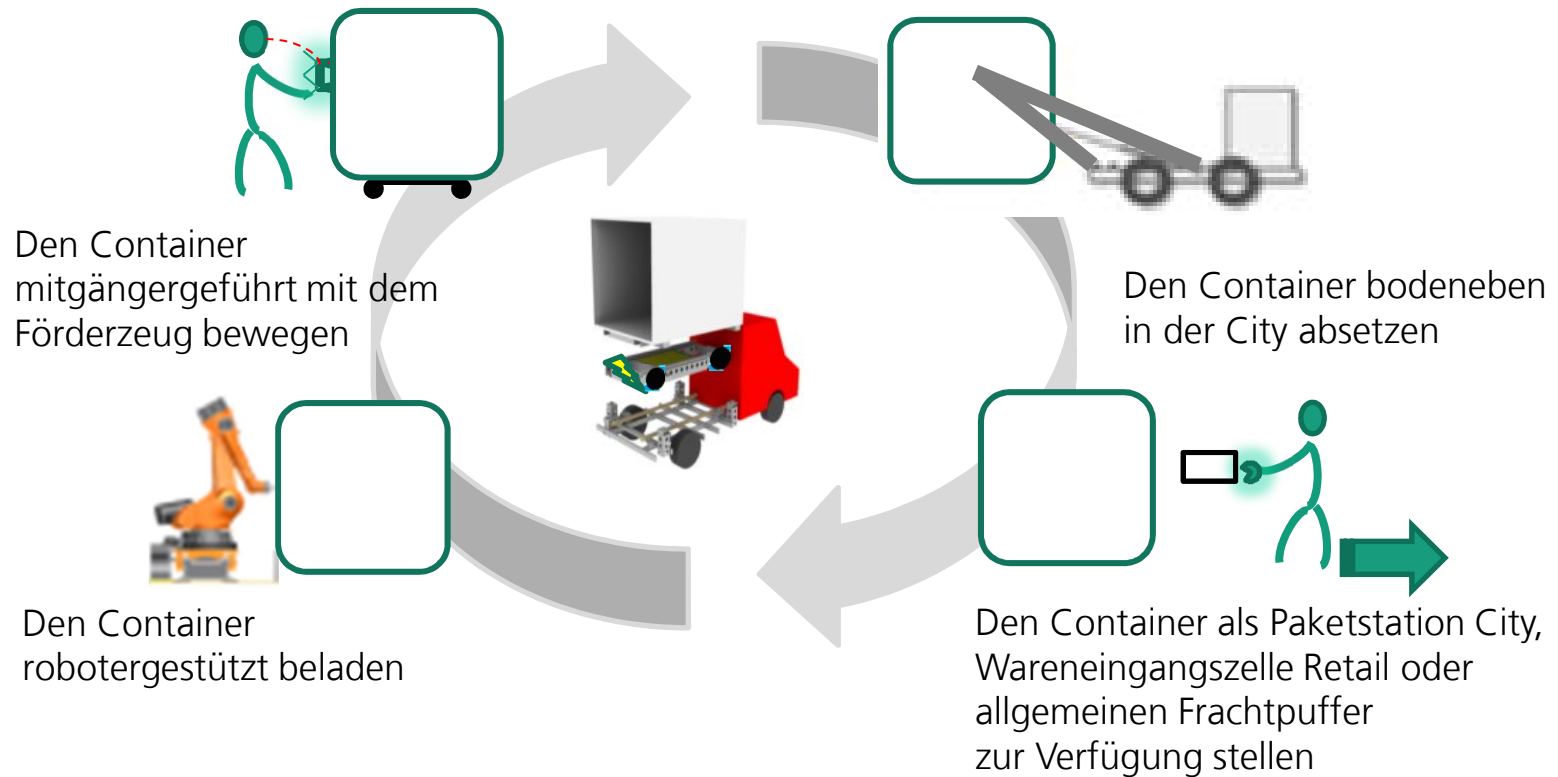 Den Container
mitgängergeführt mit dem
Förderzeug bewegen
Den Container bodeneben
in der City absetzen
Den Container
robotergestützt beladen
Den Container als Paketstation City,
Wareneingangszelle Retail oder
allgemeinen Frachtpuffer
zur Verfügung stellen